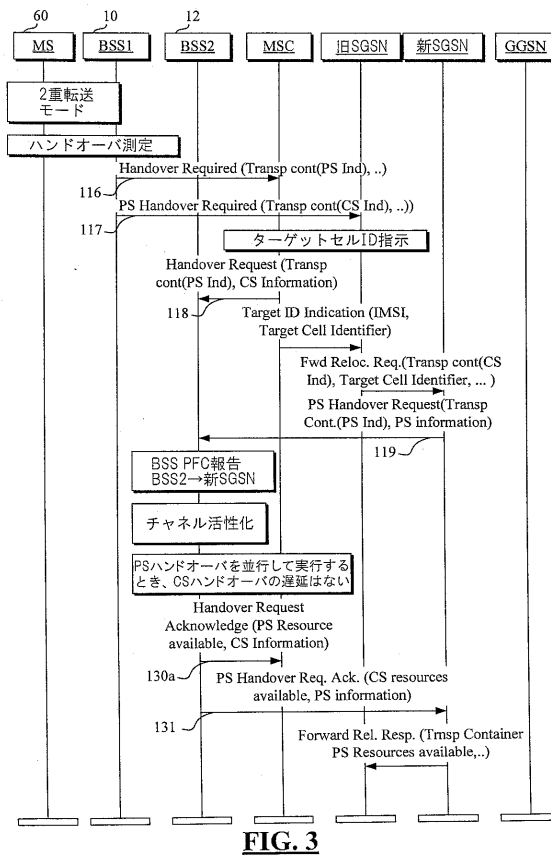 60
10
12
MS
BSS1
BSS2
MSC
旧SGSN
新SGSN
GGSN
2重転送
モード
ハンドオーバ測定
Handover Required (Transp cont(PS Ind), ..)
116
PS Handover Required (Transp cont(CS Ind), ..))
117
ターゲットセルID指示
Handover Request (Transp
cont(PS Ind), CS Information)
118
Target ID Indication (IMSI,
Target Cell Identifier)
Fwd Reloc. Req.(Transp cont(CS
Ind), Target Cell Identifier, ... )
PS Handover Request(Transp
Cont.(PS Ind), PS information)
119
BSS PFC報告
BSS2→新SGSN
チャネル活性化
PSハンドオーバを並行して実行する
とき、CSハンドオーバの遅延はない
Handover Request
Acknowledge (PS Resource
available, CS Information)
130a
PS Handover Req. Ack. (CS resources
available, PS information)
131
Forward Rel. Resp. (Trnsp Container
PS Resources available,..)
FIG. 3